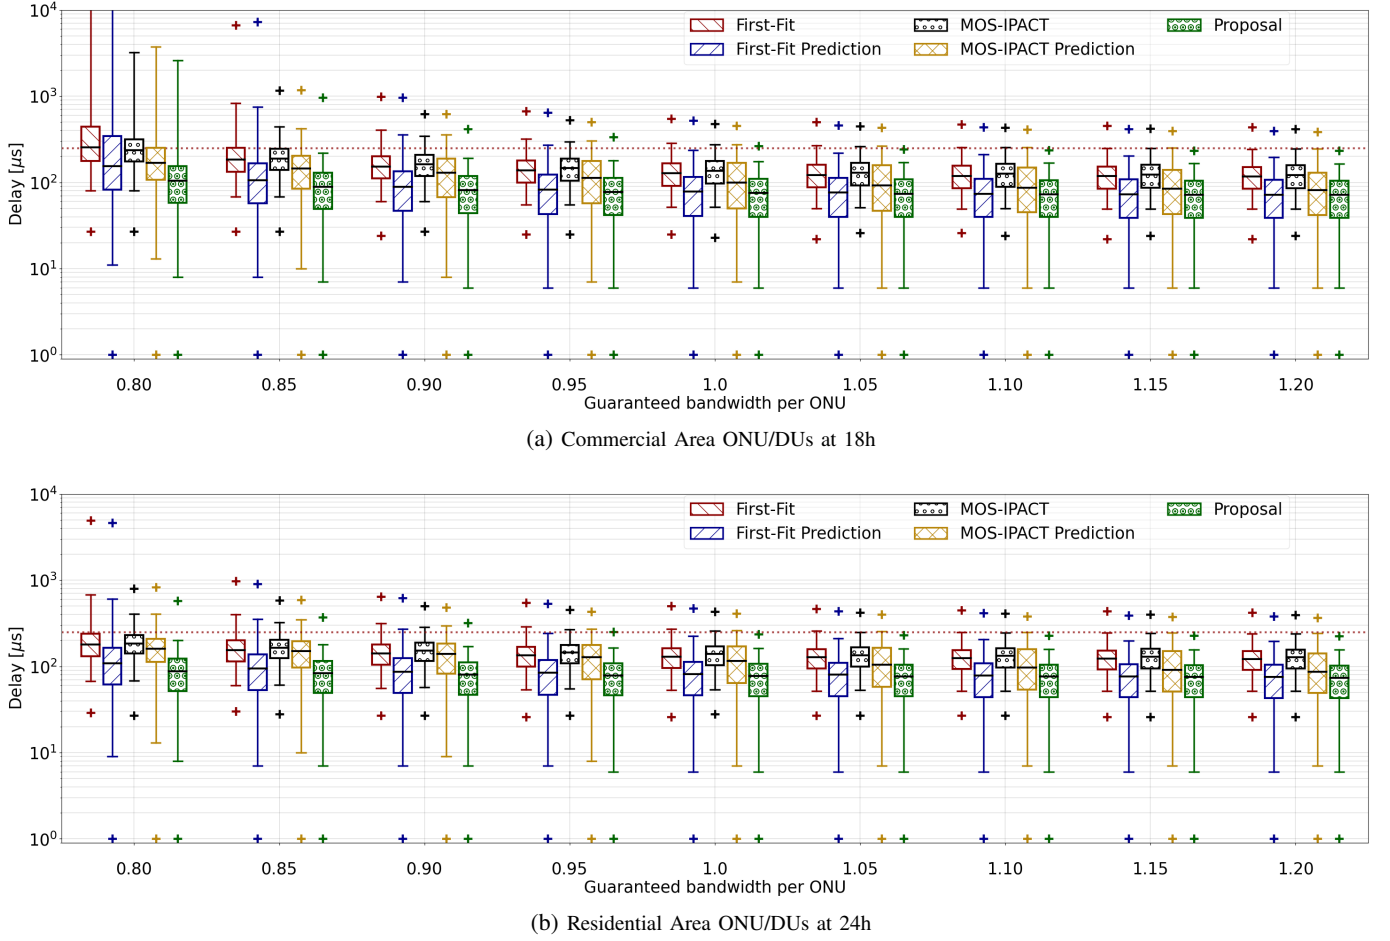 10⁴
10³
10²
10¹
10⁰
Delay [μs]
First-Fit
First-Fit Prediction
MOS-IPACT
MOS-IPACT Prediction
Proposal
0.80 0.85 0.90 0.95 1.0 1.05 1.10 1.15 1.20
Guaranteed bandwidth per ONU
(a) Commercial Area ONU/DUs at 18h
10⁴
10³
10²
10¹
10⁰
Delay [μs]
First-Fit
First-Fit Prediction
MOS-IPACT
MOS-IPACT Prediction
Proposal
0.80 0.85 0.90 0.95 1.0 1.05 1.10 1.15 1.20
Guaranteed bandwidth per ONU
(b) Residential Area ONU/DUs at 24h